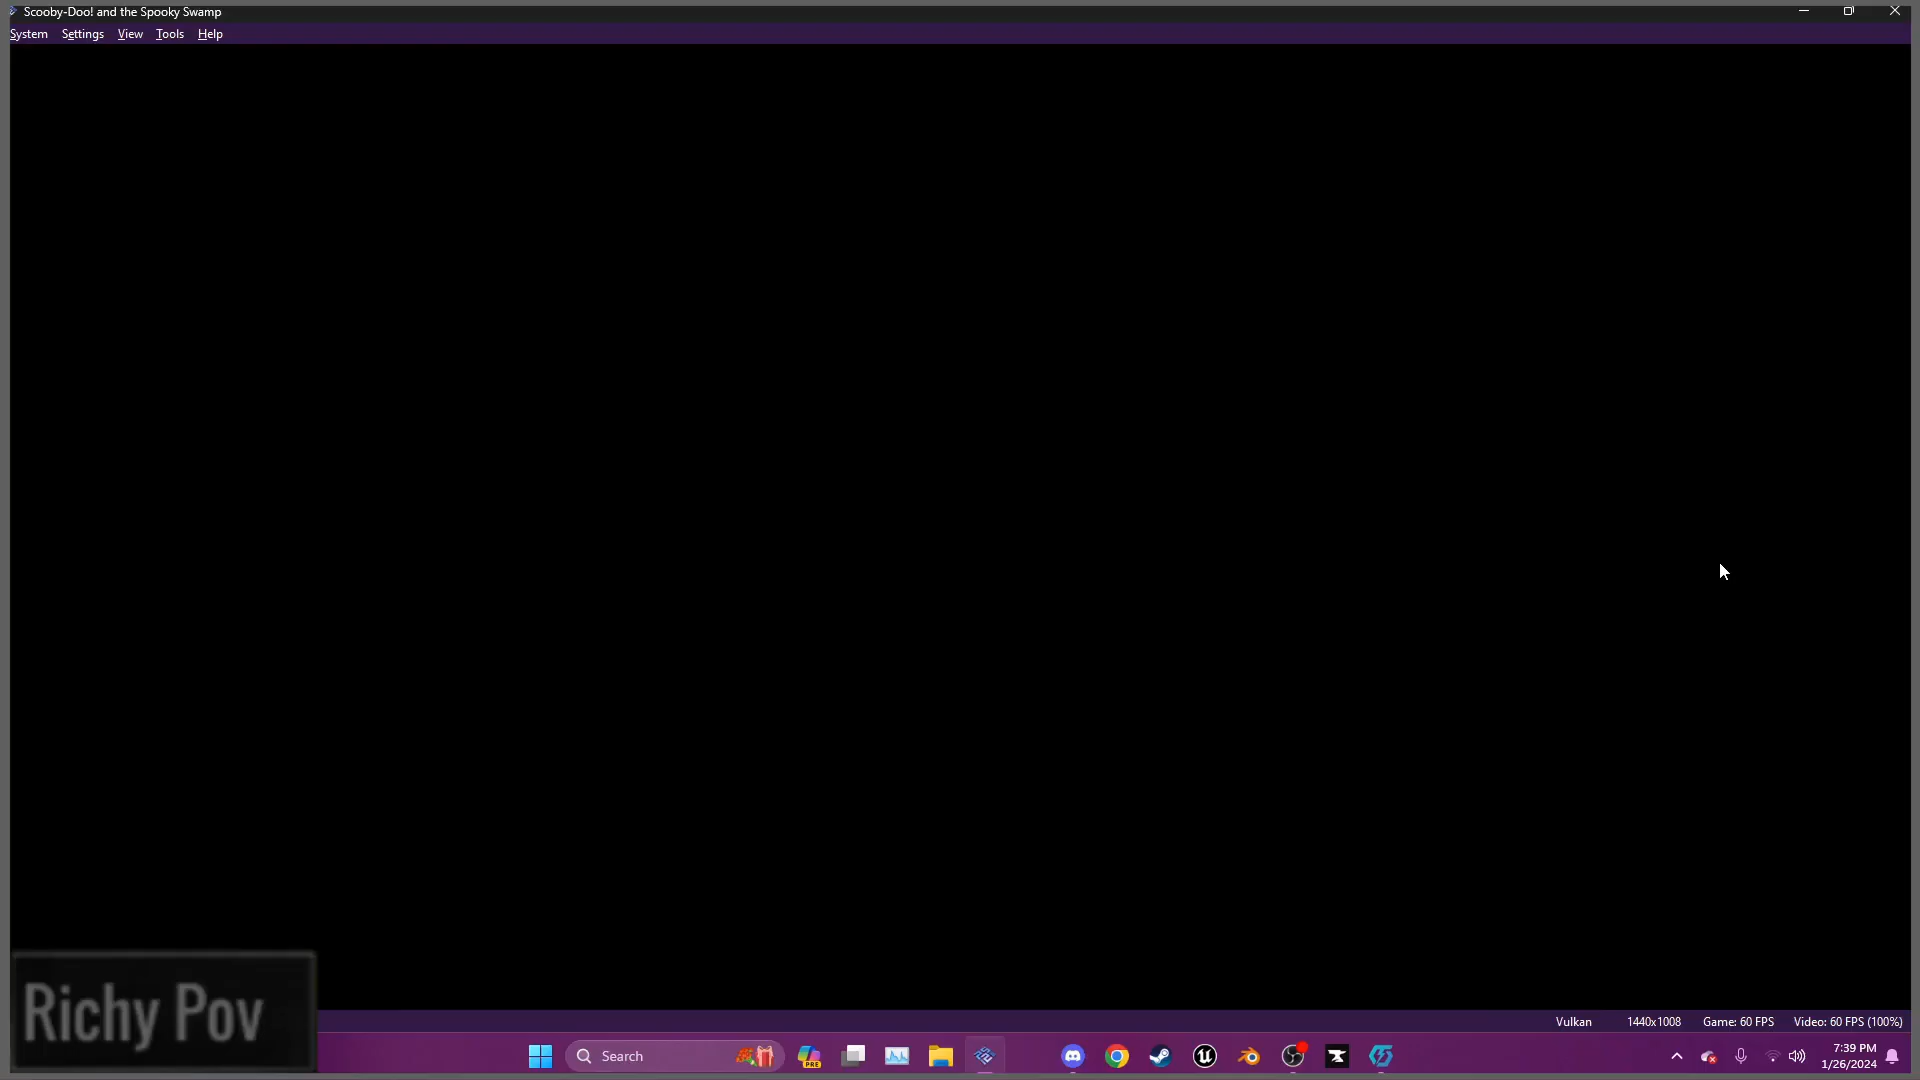 Scooby-Doo! and the Spooky Swamp
System Settings View Tools Help
Richy Pov
Vulkan 1440x1008 Game: 60 FPS Video: 60 FPS (100%)
Search
PRE
7:39 PM
1/26/2024